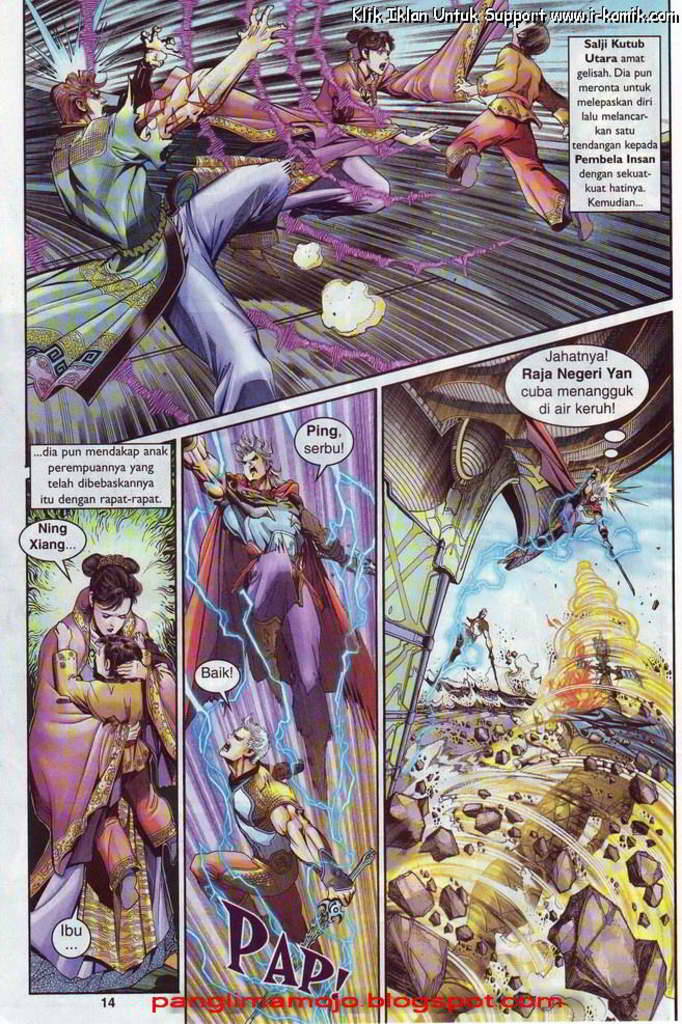 Klik Iklan Untuk Support www.i-komik.com
Salji Kutub
Utara amat
gelisah. Dia pun
meronta untuk
melepaskan diri
lalu melancar-
kan satu
tendangan kepada
Pembela Insan
dengan sekuat-
kuat hatinya.
Kemudian...
...dia pun mendakap anak
perempuannya yang
telah dibebaskannya
itu dengan rapat-rapat.
Ning
Xiang...
Ibu
...
Ping,
serbu!
Baik!
PAP!
Jahatnya!
Raja Negeri Yan
cuba menangguk
di air keruh!
14
panglimamojo.blogspot.com